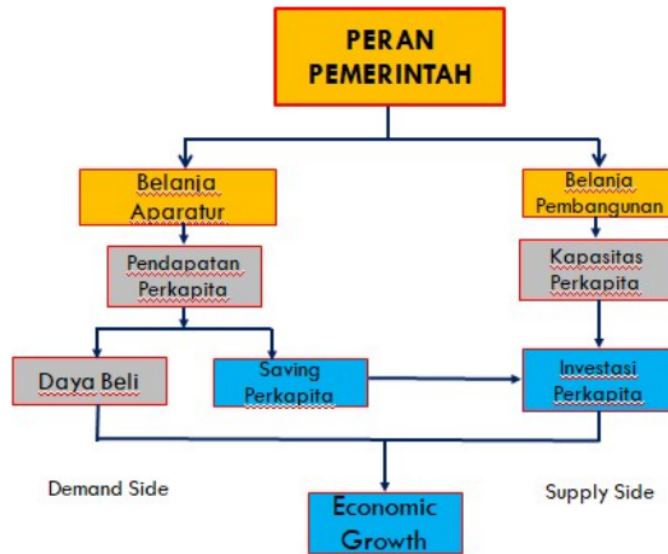 PERAN
PEMERINTAH
Belanja
Aparatur
Belanja
Pembangunan
Pendapatan
Perkapita
Kapasitas
Perkapita
Daya Beli
Saving
Perkapita
Investasi
Perkapita
Demand Side
Economic
Growth
Supply Side